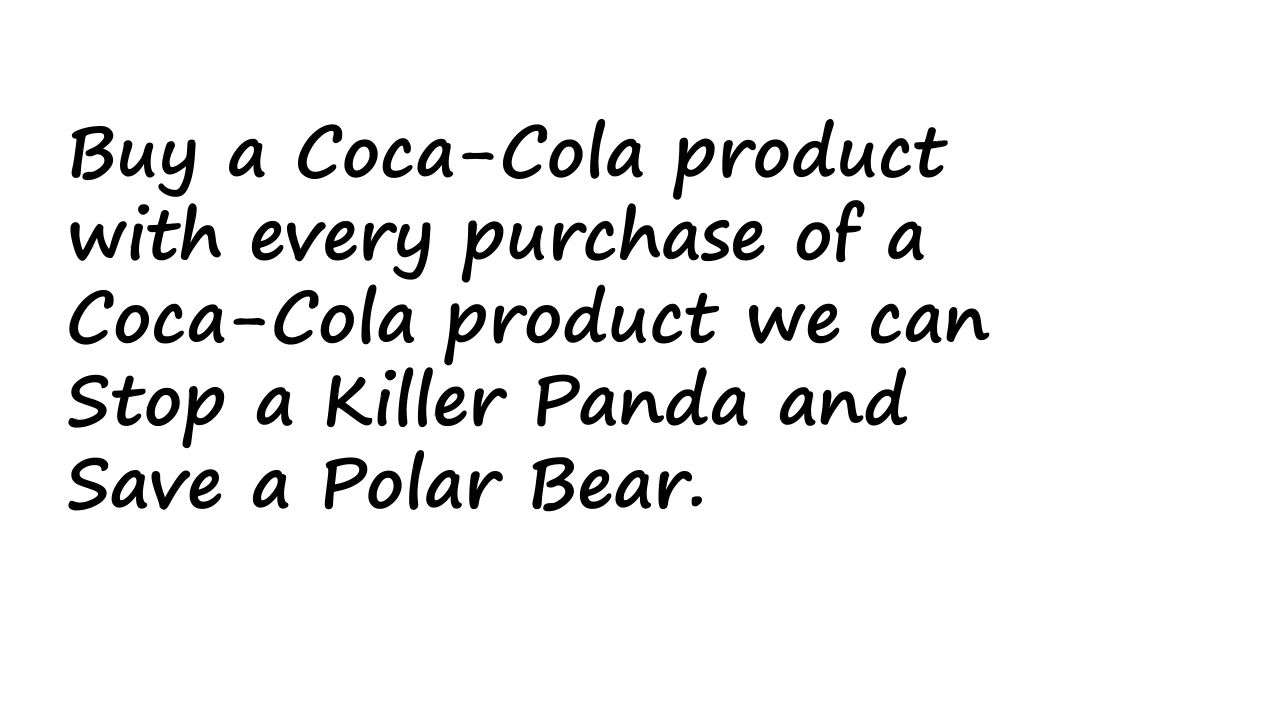 Buy a Coca-Cola product
with every purchase of a
Coca-Cola product we can
Stop a Killer Panda and
Save a Polar Bear.